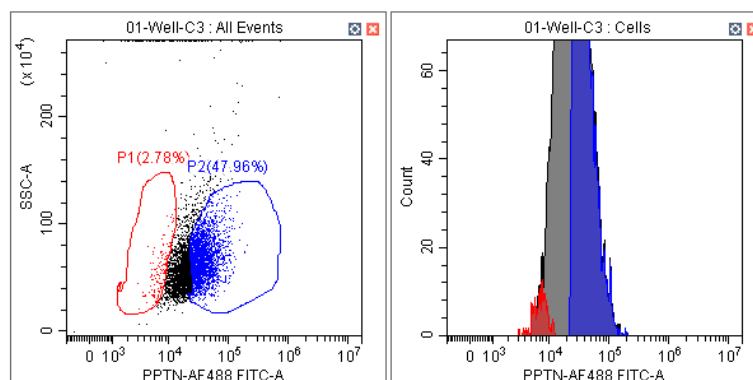 01-Well-C3 : All Events
(x 10⁴)
SSC-A
200
100
0
P1(2.78%)
P2(47.96%)
0 10³ 10⁴ 10⁵ 10⁶ 10⁷
PPTN-AF488 FITC-A
01-Well-C3 : Cells
Count
60
40
20
0
0 10³ 10⁴ 10⁵ 10⁶ 10⁷
PPTN-AF488 FITC-A